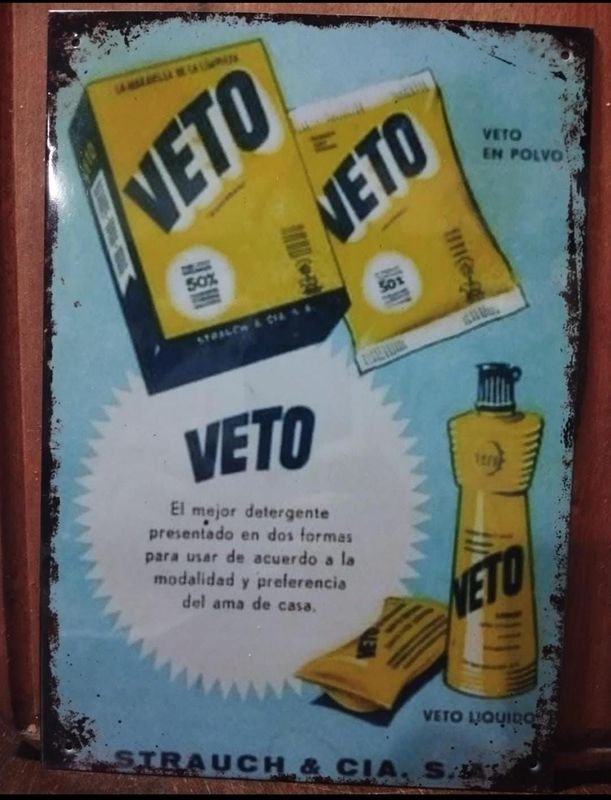 LA MARAVILLA DE LA LIMPIEZA
VETO
50%
STRAUCH & CIA. S. A.
VETO
50%
VETO
EN POLVO
VETO
El mejor detergente
presentado en dos formas
para usar de acuerdo a la
modalidad y preferencia
del ama de casa.
VETO
VETO
VETO
VETO LIQUIDO
STRAUCH & CIA. S.A.